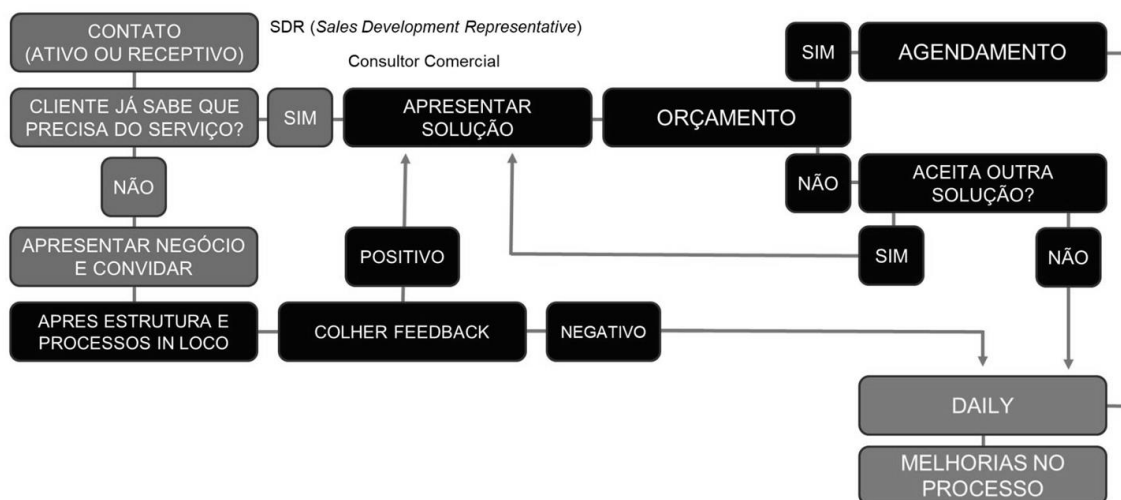 CONTATO
(ATIVO OU RECEPTIVO)
SDR (Sales Development Representative)
Consultor Comercial
SIM
AGENDAMENTO
CLIENTE JÁ SABE QUE
PRECISA DO SERVIÇO?
SIM
APRESENTAR
SOLUÇÃO
ORÇAMENTO
NÃO
NÃO
ACEITA OUTRA
SOLUÇÃO?
APRESENTAR NEGÓCIO
E CONVIDAR
POSITIVO
SIM
NÃO
APRES ESTRUTURA E
PROCESSOS IN LOCO
COLHER FEEDBACK
NEGATIVO
DAILY
MELHORIAS NO
PROCESSO